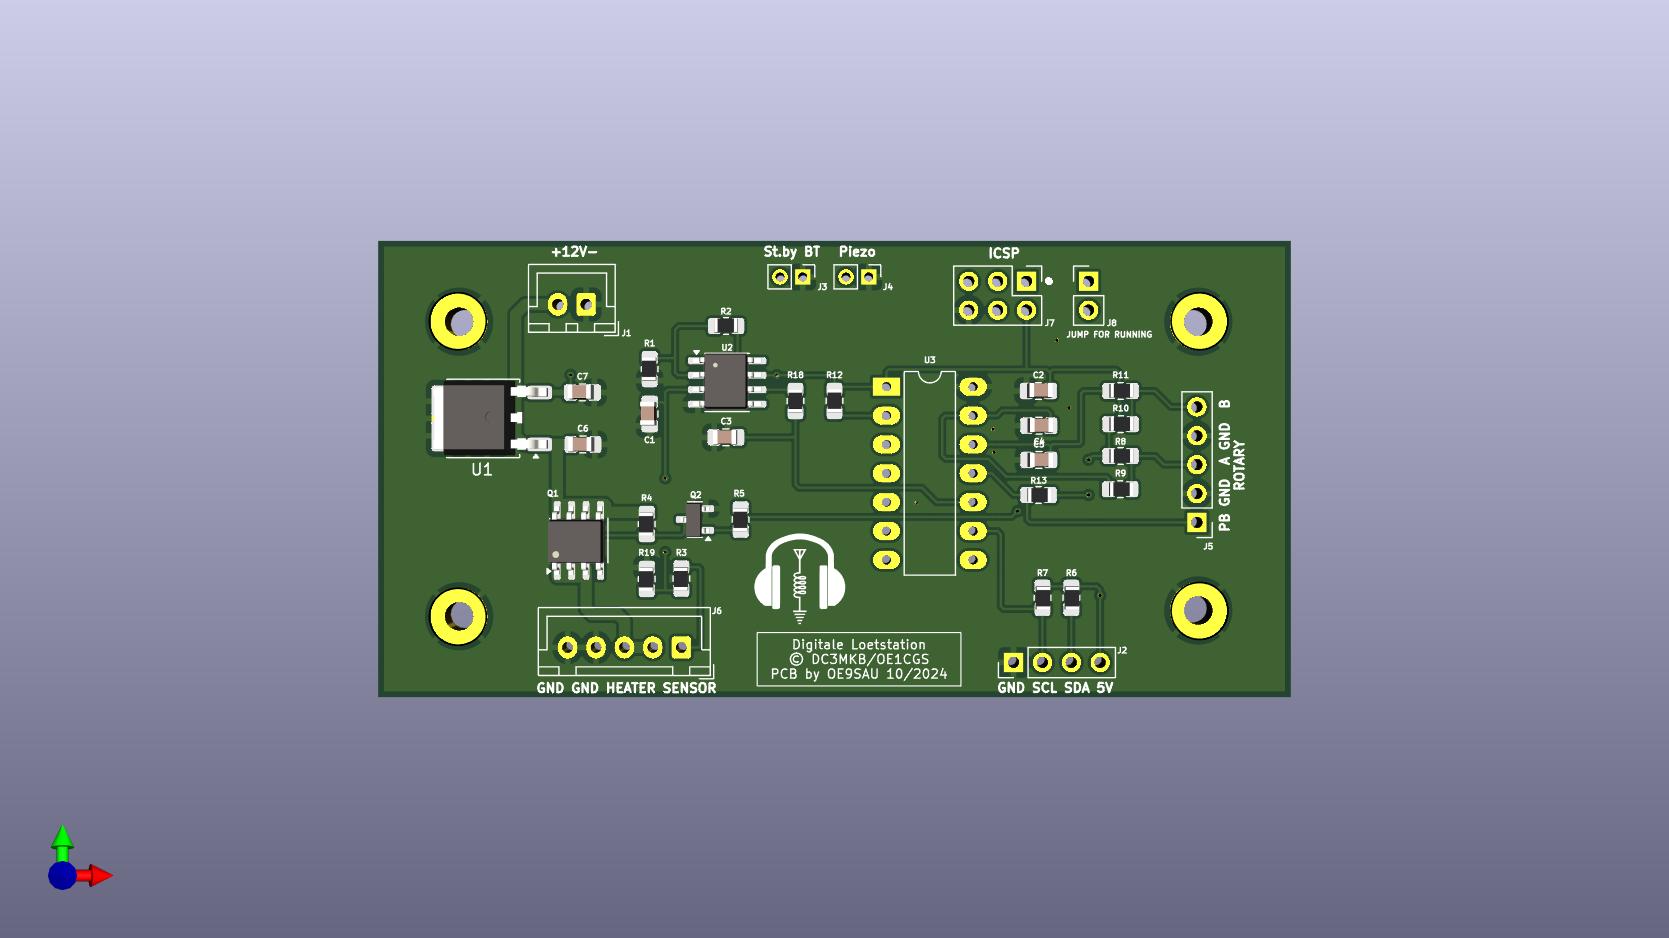 +12V-
St.by BT
Piezo
ICSP
J3
J4
J7
J8
JUMP FOR RUNNING
J1
R2
R1
U2
U3
C7
R18
R12
C2
R11
B
R10
C1
C3
C6
R8
GND
A
ROTARY
U1
R9
R13
GND
PB
Q1
R4
Q2
R5
J5
R19
R3
R7
R6
J6
J2
Digitale Loetstation
© DC3MKB/OE1CGS
PCB by OE9SAU 10/2024
GND GND HEATER SENSOR
GND SCL SDA 5V